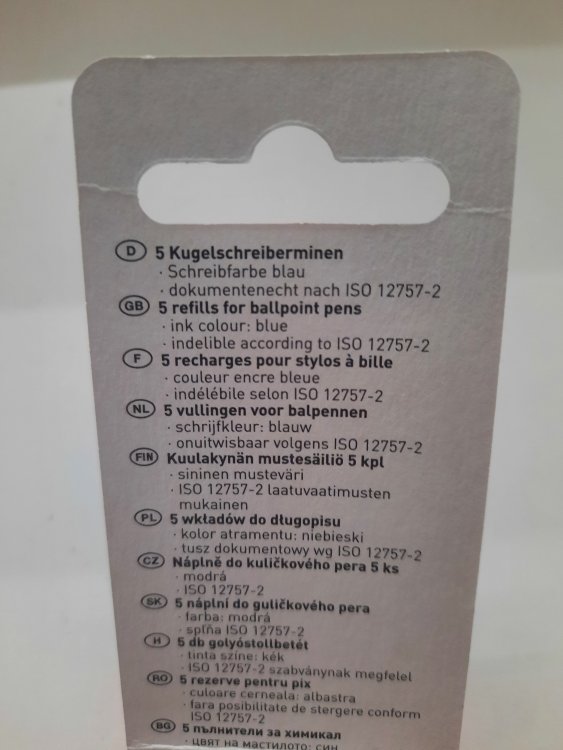 D 5 Kugelschreiberminen
· Schreibfarbe blau
· dokumentenecht nach ISO 12757-2
GB 5 refills for ballpoint pens
· ink colour: blue
· indelible according to ISO 12757-2
F 5 recharges pour stylos à bille
· couleur encre bleue
· indélébile selon ISO 12757-2
NL 5 vullingen voor balpennen
· schrijfkleur: blauw
· onuitwisbaar volgens ISO 12757-2
FIN Kuulakynän mustesäiliö 5 kpl
· sininen musteväri
· ISO 12757-2 laatuvaatimusten
mukainen
PL 5 wkładów do długopisu
· kolor atramentu: niebieski
· tusz dokumentowy wg ISO 12757-2
CZ Náplně do kuličkového pera 5 ks
· modrá
· ISO 12757-2
SK 5 náplní do guličkového pera
· farba: modrá
· spĺňa ISO 12757-2
H 5 db golyóstollbetét
· tinta színe: kék
· ISO 12757-2 szabványnak megfelel
RO 5 rezerve pentru pix
· culoare cerneala: albastra
· fara posibilitate de stergere conform
ISO 12757-2
BG 5 пълнители за химикал
· цвят на мастилото: син